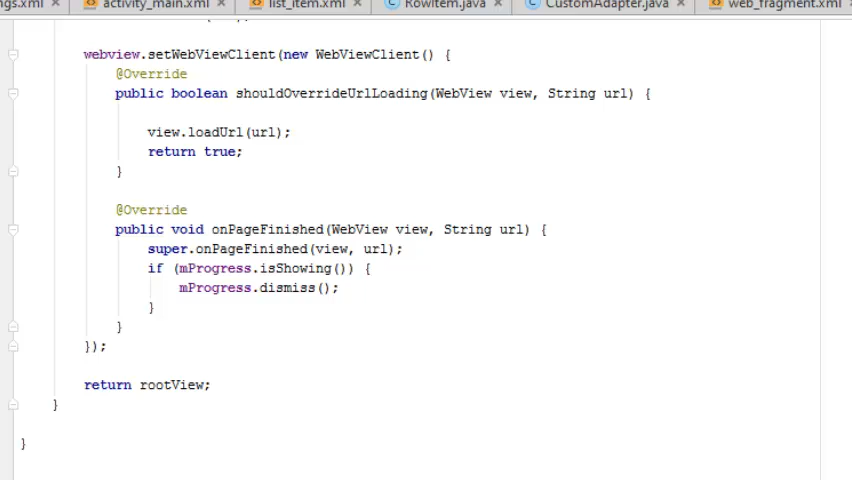 ngs.xml activity_main.xml list_item.xml RowItem.java CustomAdapter.java web_fragment.xml
webview.setWebViewClient(new WebViewClient() {
@Override
public boolean shouldOverrideUrlLoading(WebView view, String url) {
view.loadUrl(url);
return true;
}
@Override
public void onPageFinished(WebView view, String url) {
super.onPageFinished(view, url);
if (mProgress.isShowing()) {
mProgress.dismiss();
}
}
});
return rootView;
}
}